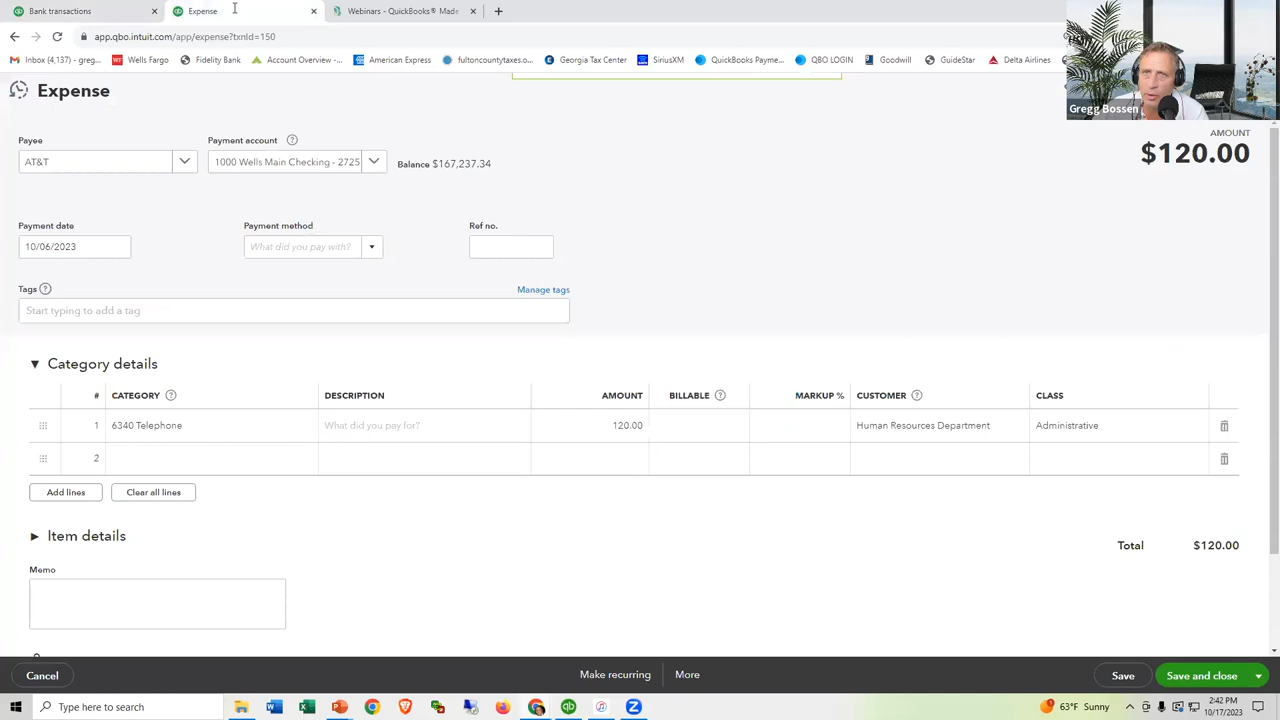 Bank transactions
Expense
Webinars - QuickBooks® Made
app.qbo.intuit.com/app/expense?txnId=150
Inbox (4,137) - greg...
Wells Fargo
Fidelity Bank
Account Overview -...
American Express
fultoncountytaxes.o...
Georgia Tax Center
SiriusXM
QuickBooks Payme...
QBO LOGIN
Goodwill
GuideStar
Delta Airlines
Gregg Bossen
Expense
Payee
Payment account
AT&T
1000 Wells Main Checking - 2725
Balance $167,237.34
AMOUNT
$120.00
Payment date
Payment method
Ref no.
10/06/2023
What did you pay with?
Tags
Manage tags
Start typing to add a tag
Category details
# CATEGORY DESCRIPTION AMOUNT BILLABLE MARKUP % CUSTOMER CLASS
1 6340 Telephone What did you pay for? 120.00 Human Resources Department Administrative
2
Add lines
Clear all lines
Item details
Total $120.00
Memo
Cancel
Make recurring
More
Save
Save and close
Type here to search
63°F Sunny
2:42 PM
10/17/2023